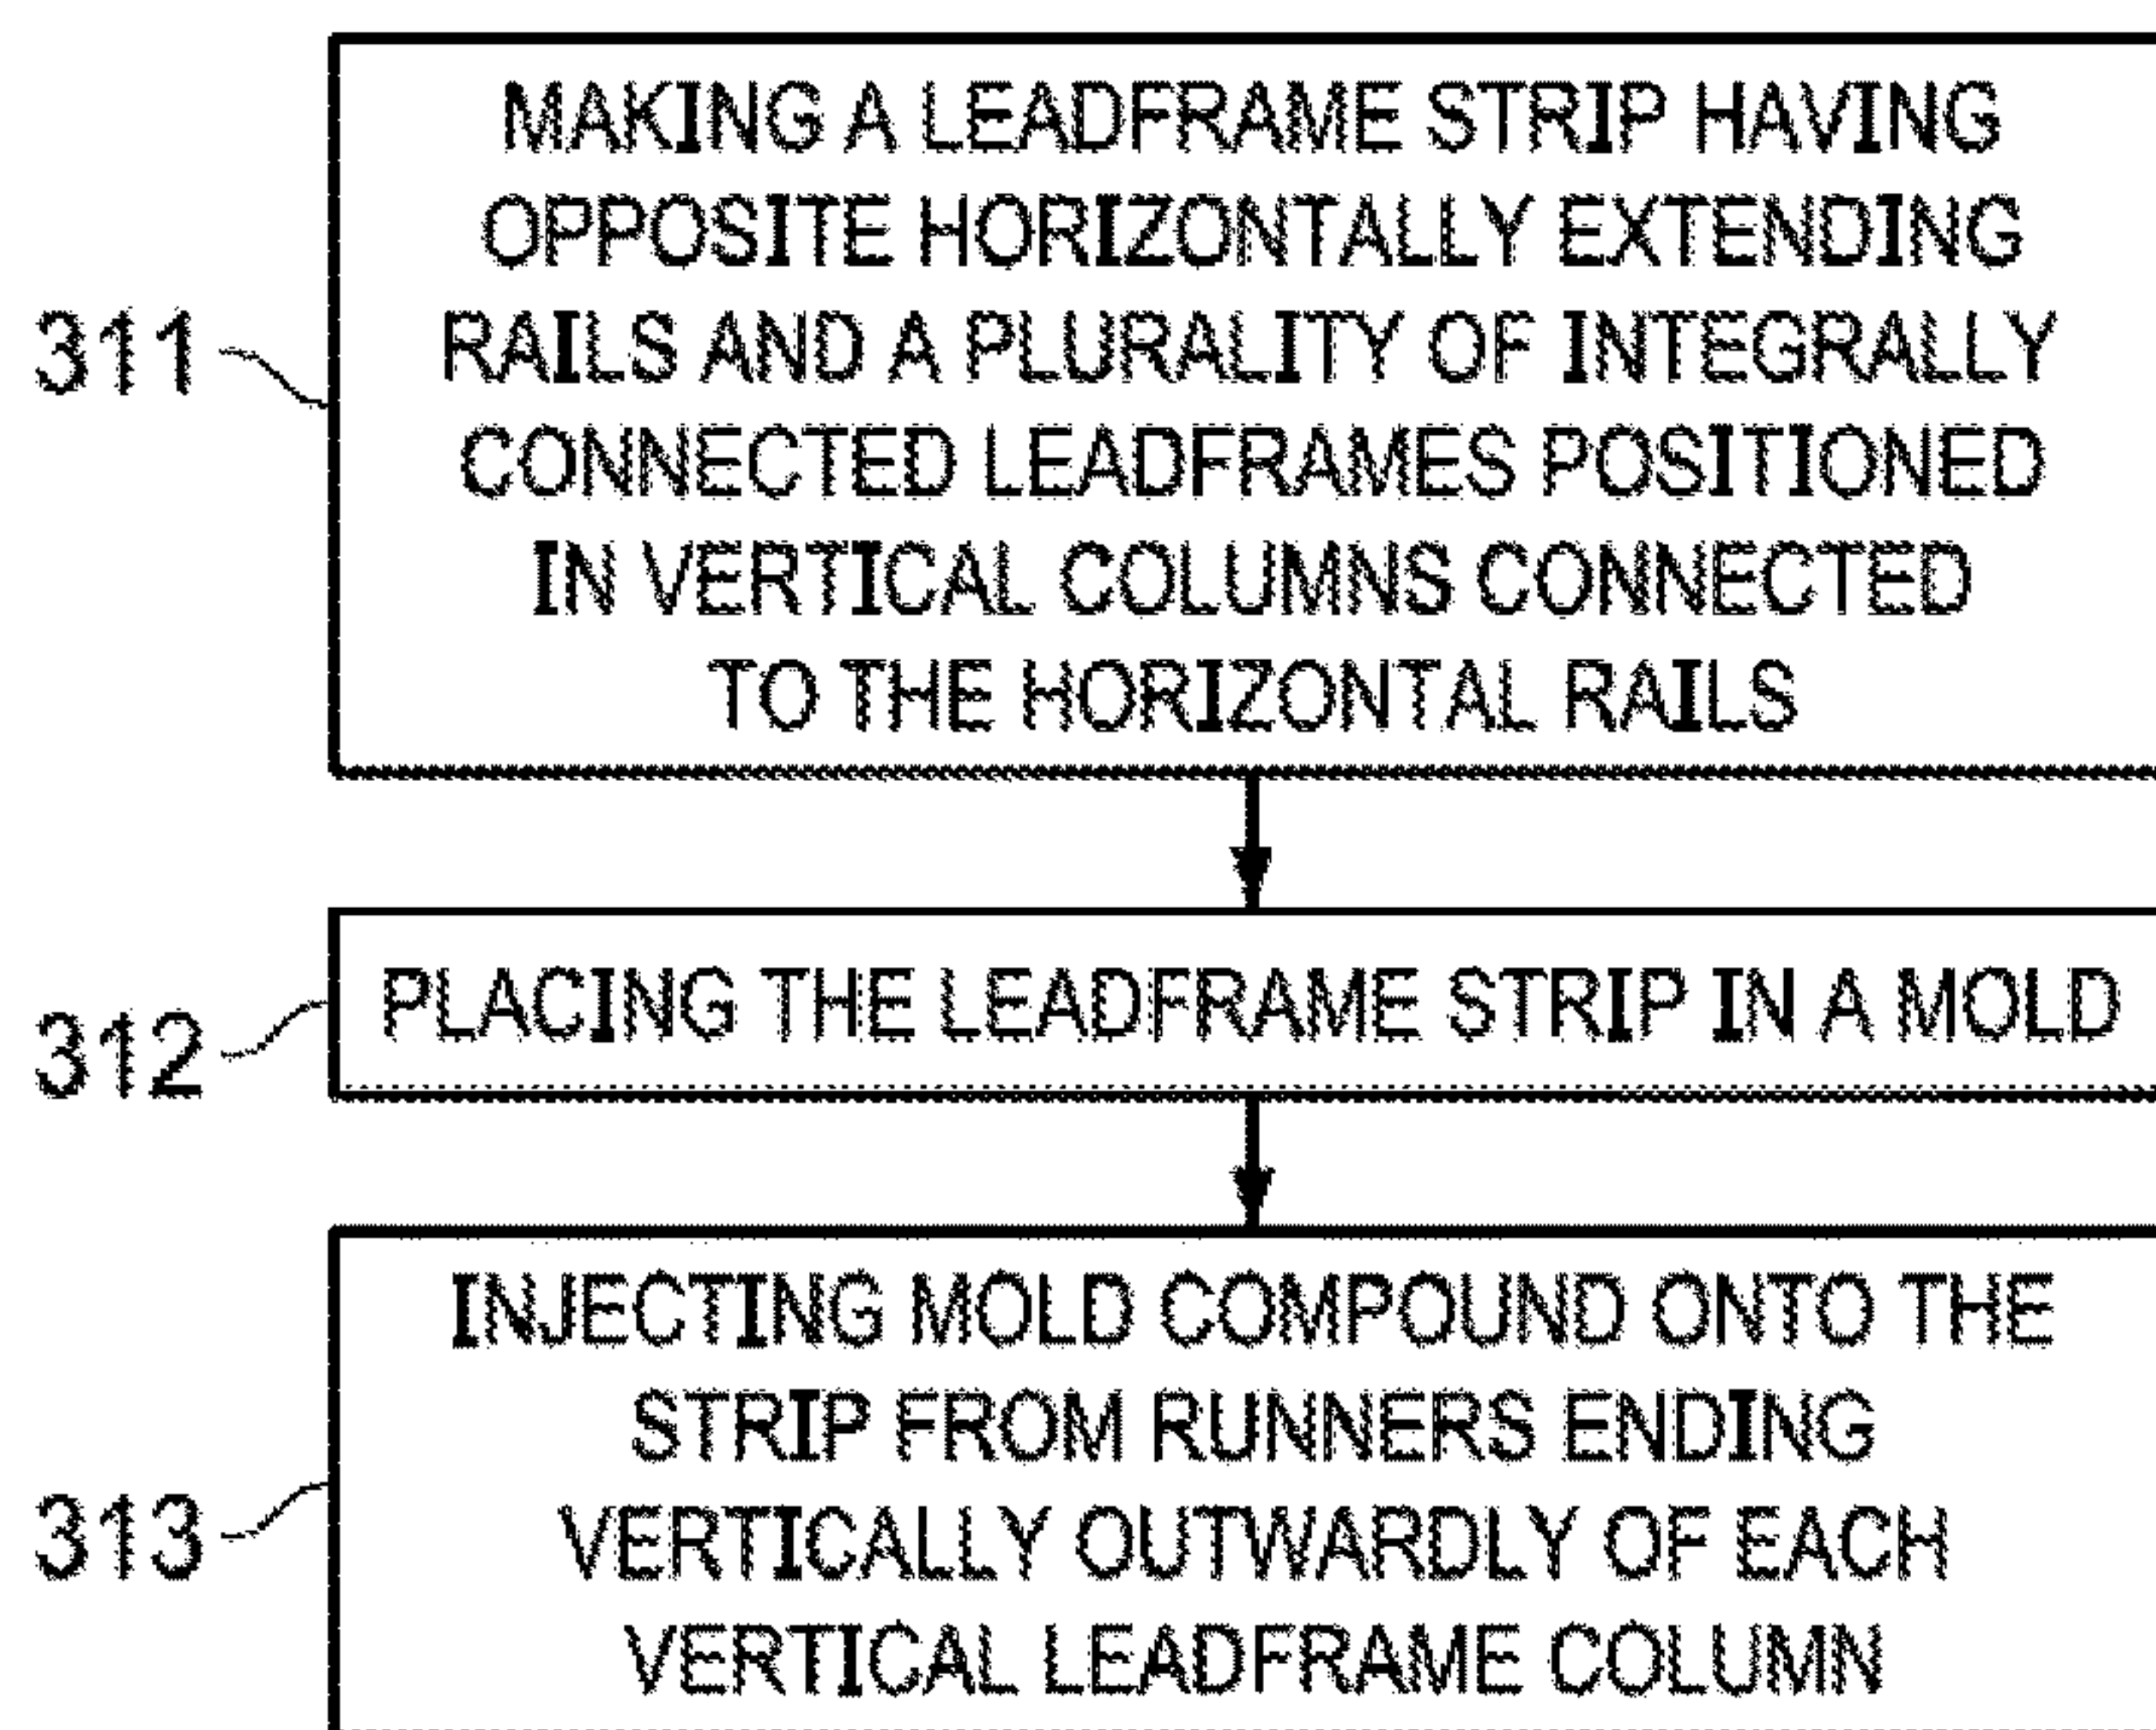 MAKING A LEADFRAME STRIP HAVING
OPPOSITE HORIZONTALLY EXTENDING
RAILS AND A PLURALITY OF INTEGRALLY
CONNECTED LEADFRAMES POSITIONED
IN VERTICAL COLUMNS CONNECTED
TO THE HORIZONTAL RAILS
311
PLACING THE LEADFRAME STRIP IN A MOLD
312
INJECTING MOLD COMPOUND ONTO THE
STRIP FROM RUNNERS ENDING
VERTICALLY OUTWARDLY OF EACH
VERTICAL LEADFRAME COLUMN
313